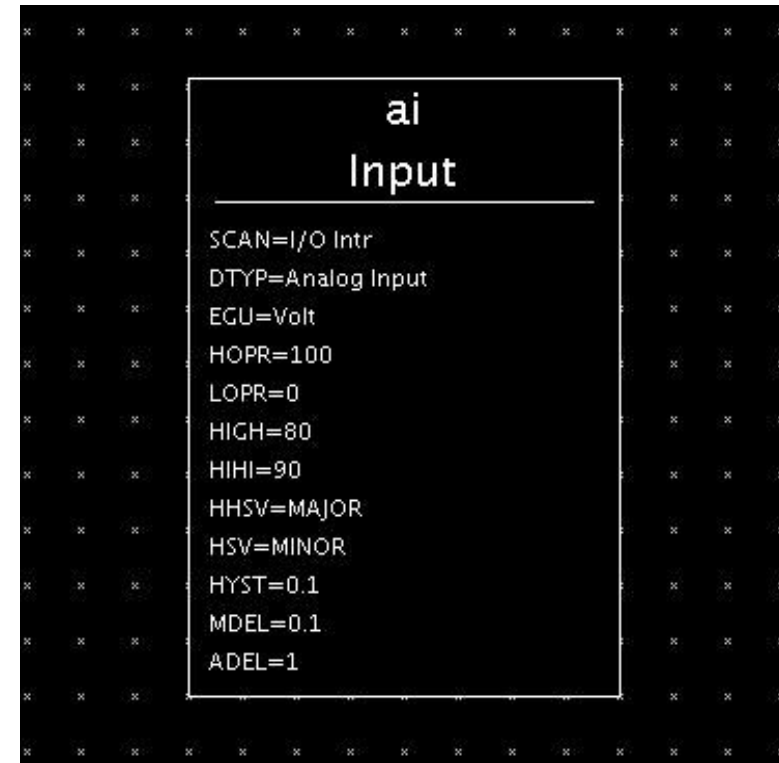 ai
Input
SCAN=I/O Intr
DTYP=Analog Input
EGU=Volt
HOPR=100
LOPR=0
HIGH=80
HIHI=90
HHSV=MAJOR
HSV=MINOR
HYST=0.1
MDEL=0.1
ADEL=1